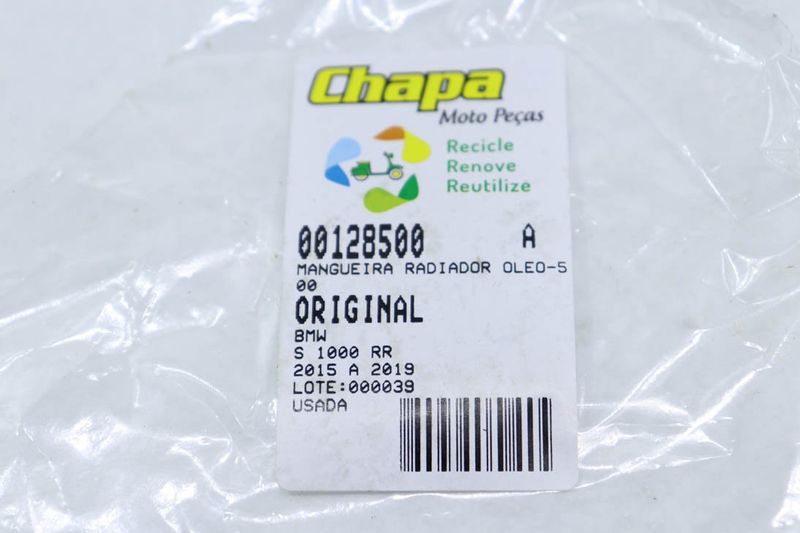 Chapa
Moto Peças
Recicle
Renove
Reutilize
00128500 A
MANGUEIRA RADIADOR OLEO-5
00
ORIGINAL
BMW
S 1000 RR
2015 A 2019
LOTE:000039
USADA